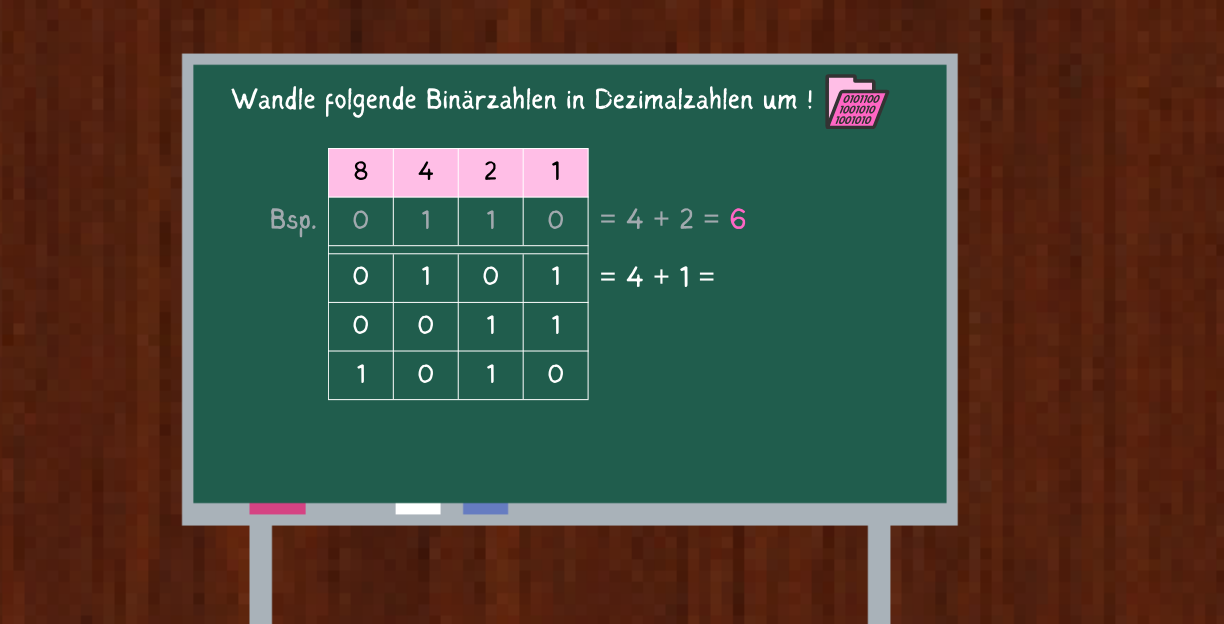 Wandle folgende Binärzahlen in Dezimalzahlen um !
0101100
1001010
1001010
8 4 2 1
Bsp. 0 1 1 0 = 4 + 2 = 6
0 1 0 1 = 4 + 1 =
0 0 1 1
1 0 1 0